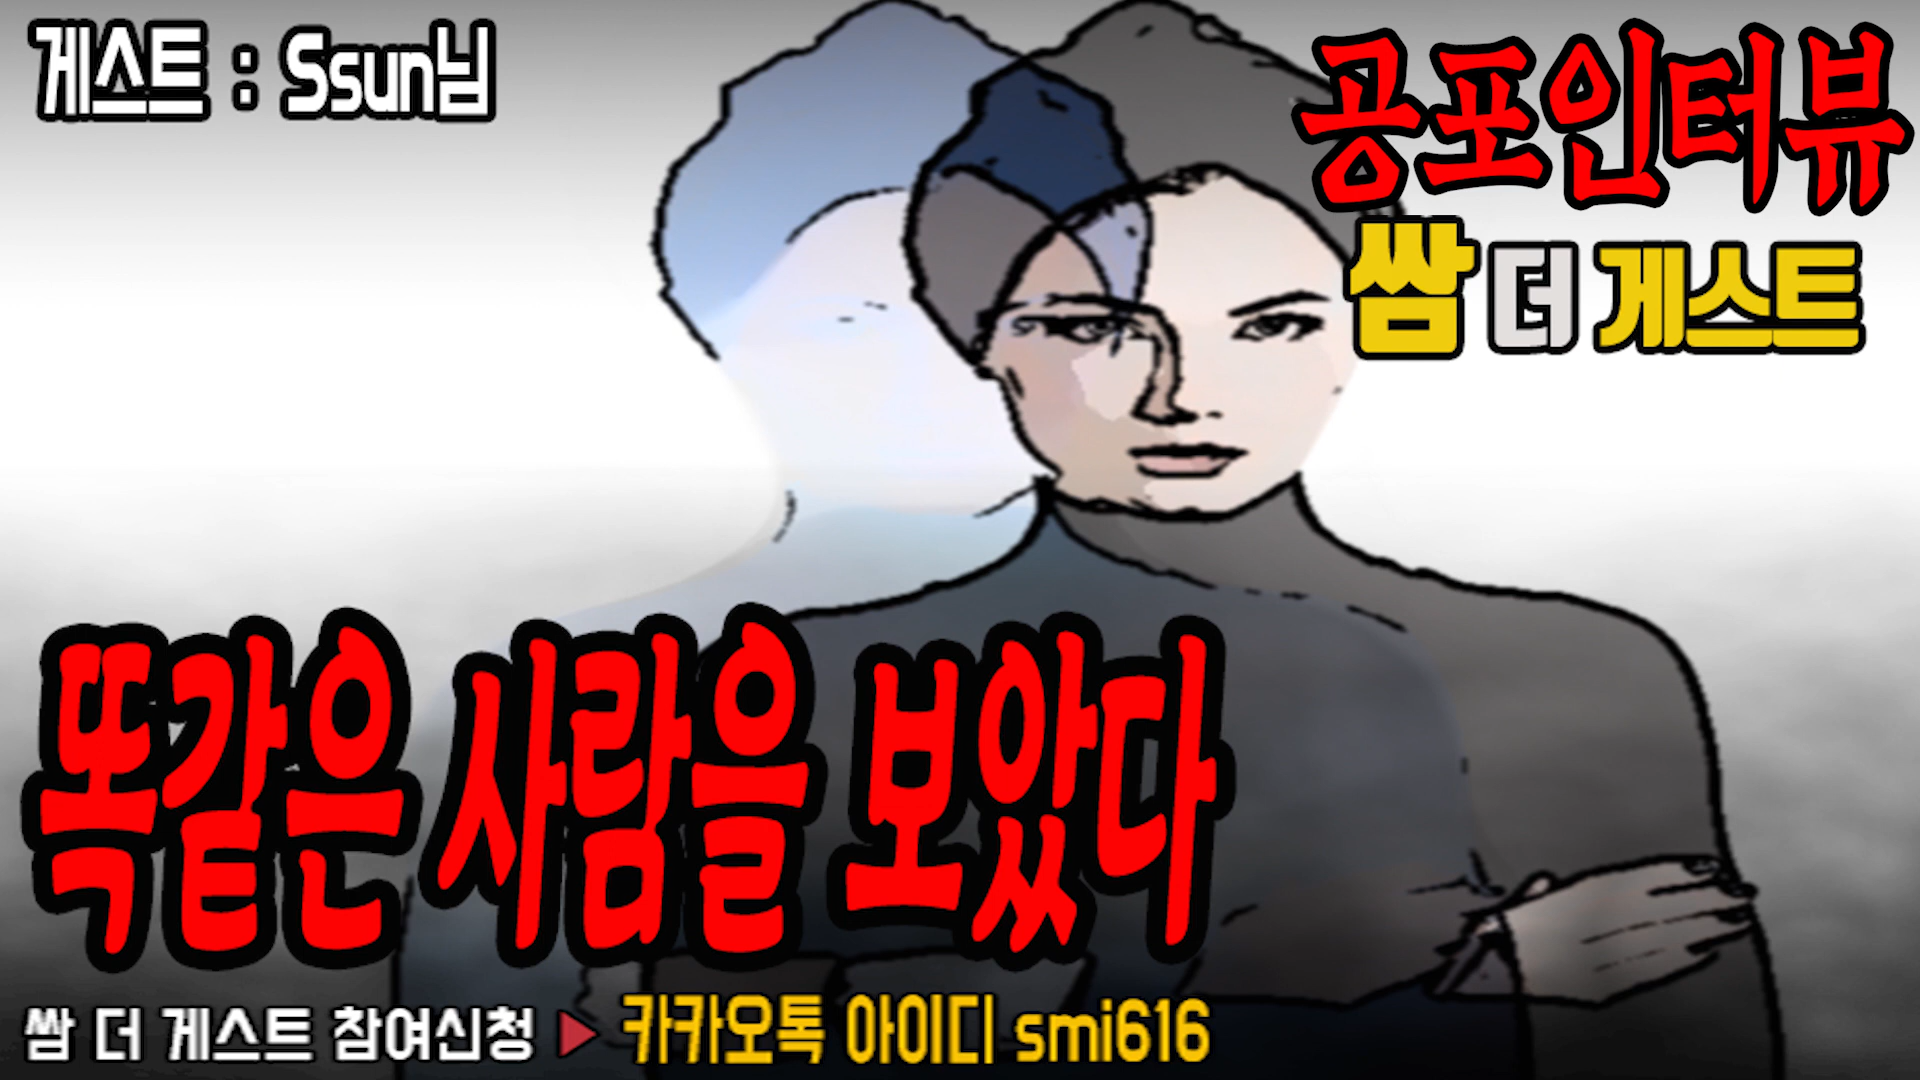 게스트 : Ssun님
공포인터뷰
쌈 더 게스트
똑같은 사람을 보았다
쌈 더 게스트 참여신청 ▶ 카카오톡 아이디 smi616